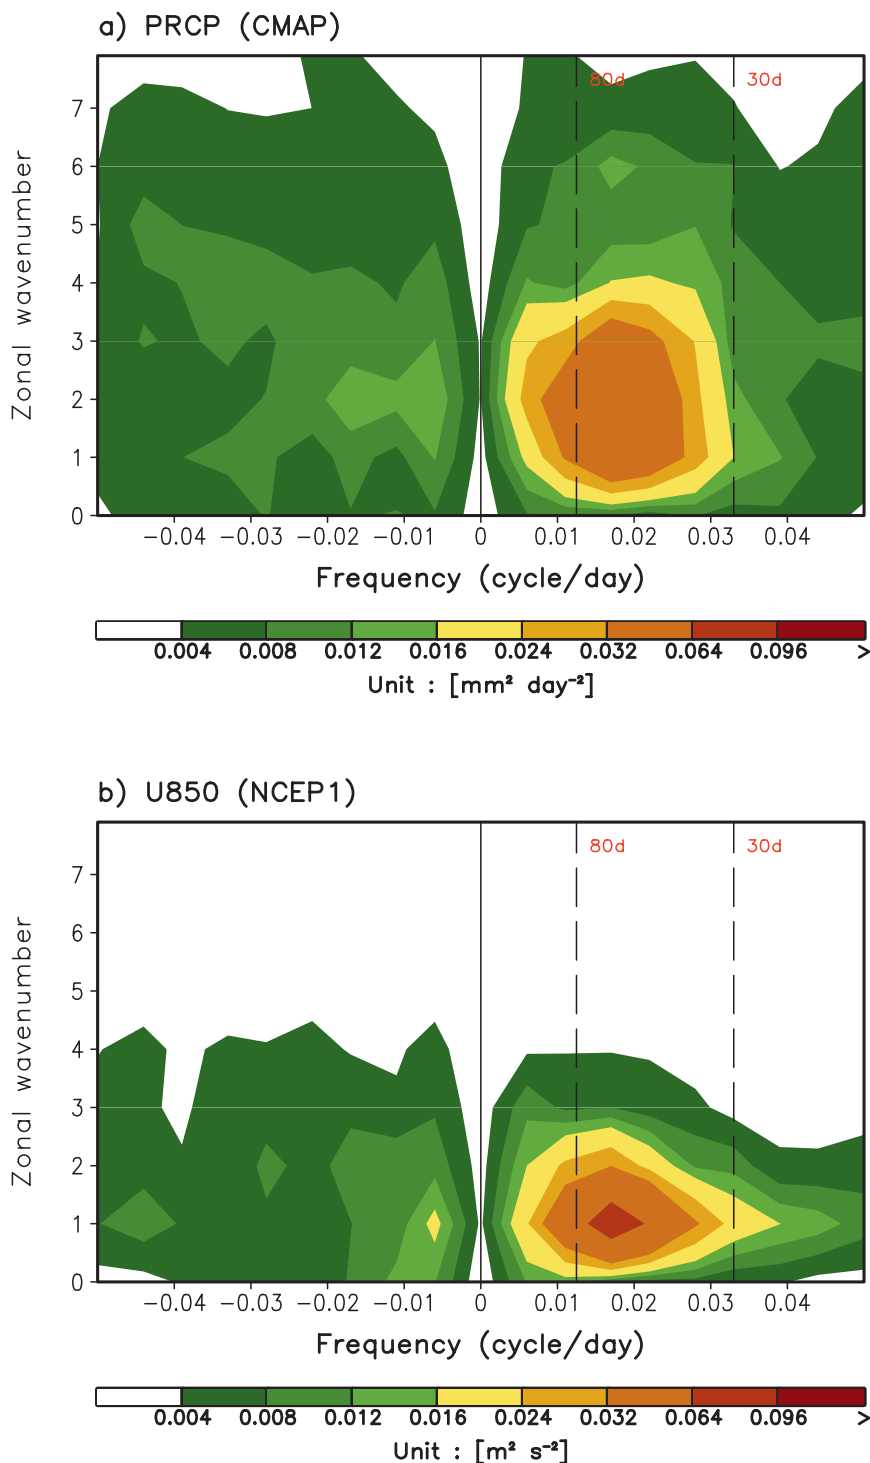 a) PRCP (CMAP)
80d
30d
7
6
5
4
3
2
1
0
Zonal wavenumber
−0.04 −0.03 −0.02 −0.01 0 0.01 0.02 0.03 0.04
Frequency (cycle/day)
0.004 0.008 0.012 0.016 0.024 0.032 0.064 0.096 >
Unit : [mm² day⁻²]
b) U850 (NCEP1)
80d
30d
7
6
5
4
3
2
1
0
Zonal wavenumber
−0.04 −0.03 −0.02 −0.01 0 0.01 0.02 0.03 0.04
Frequency (cycle/day)
0.004 0.008 0.012 0.016 0.024 0.032 0.064 0.096 >
Unit : [m² s⁻²]